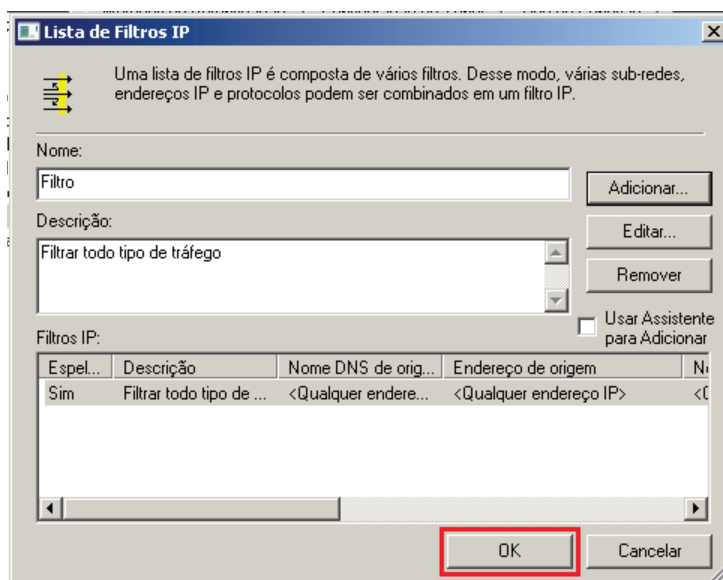 Lista de Filtros IP
Uma lista de filtros IP é composta de vários filtros. Desse modo, várias sub-redes,
endereços IP e protocolos podem ser combinados em um filtro IP.
Nome:
Filtro
Adicionar...
Descrição:
Editar...
Filtrar todo tipo de tráfego
Remover
Usar Assistente
para Adicionar
Filtros IP:
Espel... Descrição Nome DNS de orig... Endereço de origem
Sim Filtrar todo tipo de ... <Qualquer endere... <Qualquer endereço IP>
OK Cancelar